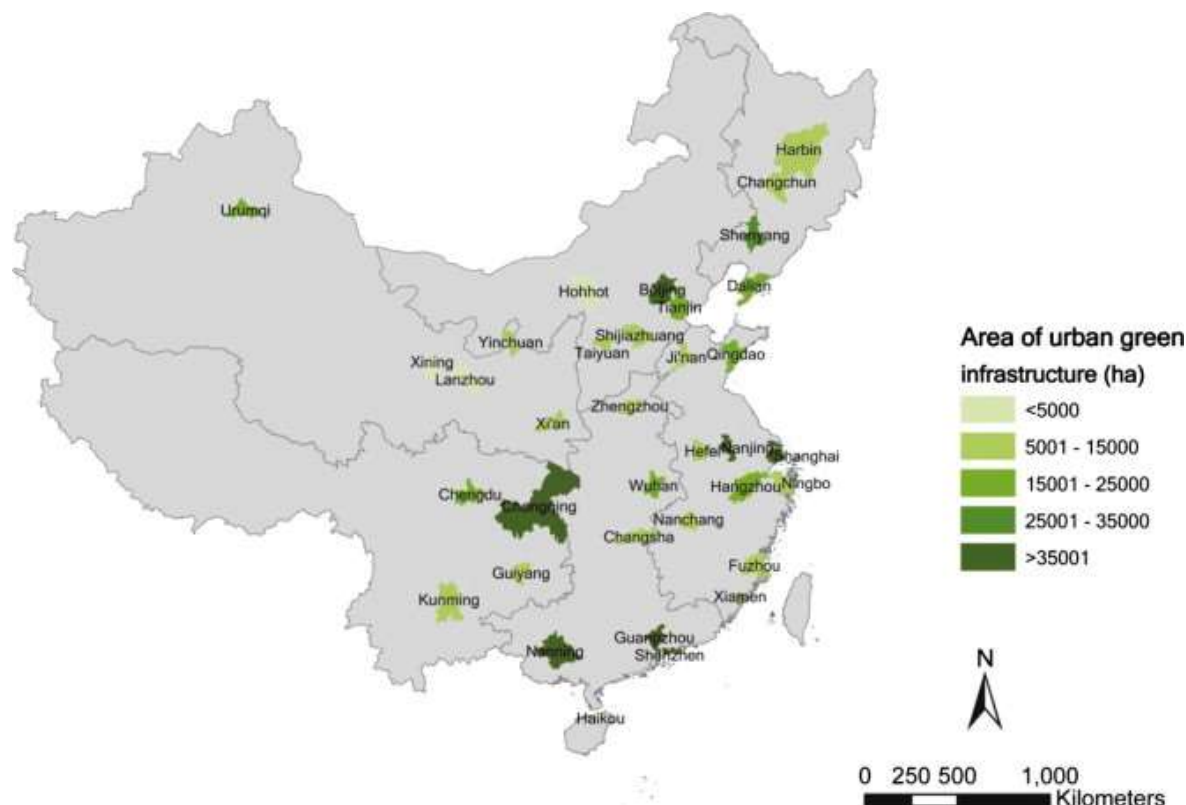 Harbin
Changchun
Urumqi
Shenyang
Hohhot
Beijing
Dalian
Tianjin
Yinchuan
Shijiazhuang
Taiyuan
Ji'nan
Qingdao
Xining
Lanzhou
Zhengzhou
Xi'an
Hefei
Nanjing
Shanghai
Chengdu
Chongqing
Wuhan
Hangzhou
Ningbo
Nanchang
Changsha
Guiyang
Fuzhou
Kunming
Xiamen
Nanning
Guangzhou
Shenzhen
Haikou
Area of urban green
infrastructure (ha)
<5000
5001 - 15000
15001 - 25000
25001 - 35000
>35001
N
0 250 500 1,000
Kilometers